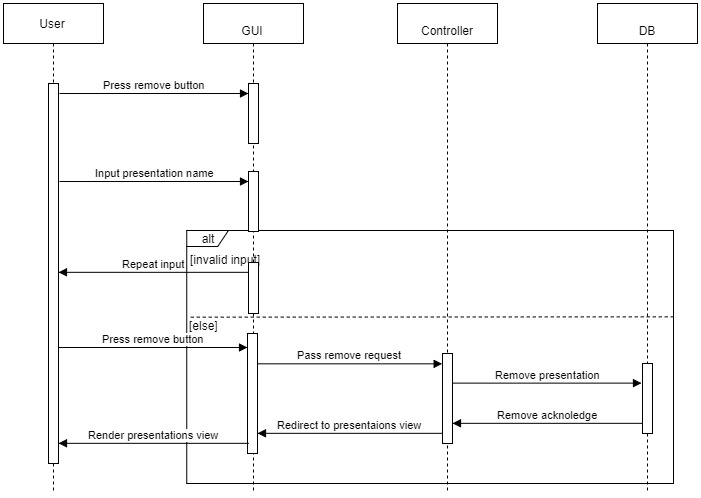 User
GUI
Controller
DB
Press remove button
Input presentation name
alt
[invalid input]
Repeat input
[else]
Press remove button
Pass remove request
Remove presentation
Remove acknoledge
Redirect to presentaions view
Render presentations view